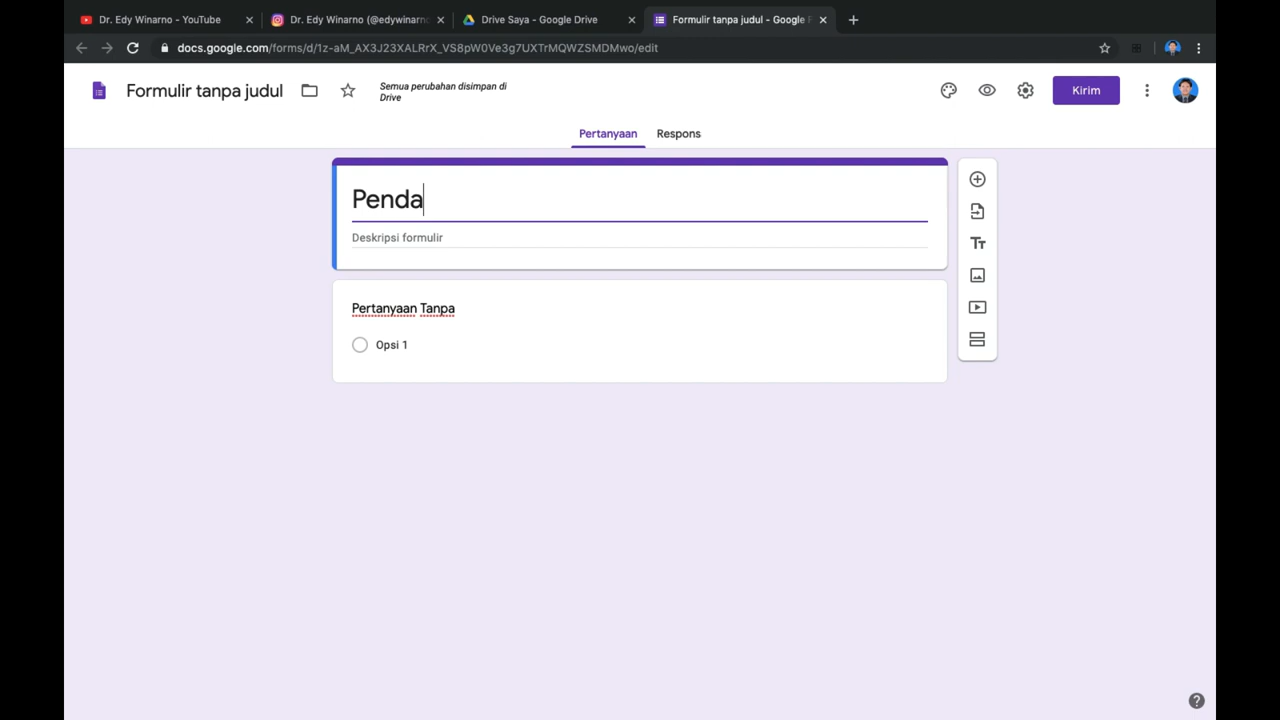 Dr. Edy Winarno - YouTube
Dr. Edy Winarno (@edywinarno
Drive Saya - Google Drive
Formulir tanpa judul - Google F
docs.google.com/forms/d/1z-aM_AX3J23XALRrX_VS8pW0Ve3g7UXTrMQWZSMDMwo/edit
Formulir tanpa judul
Semua perubahan disimpan di
Drive
Kirim
Pertanyaan
Respons
Penda
Deskripsi formulir
Pertanyaan Tanpa
Opsi 1